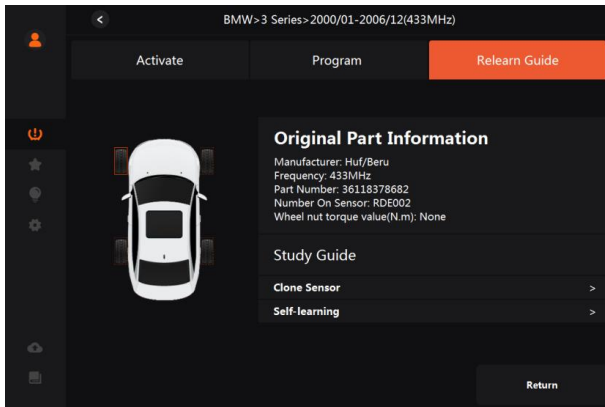 <
BMW>3 Series>2000/01-2006/12(433MHz)
Activate
Program
Relearn Guide
Original Part Information
Manufacturer: Huf/Beru
Frequency: 433MHz
Part Number: 36118378682
Number On Sensor: RDE002
Wheel nut torque value(N.m): None
Study Guide
Clone Sensor >
Self-learning >
Return